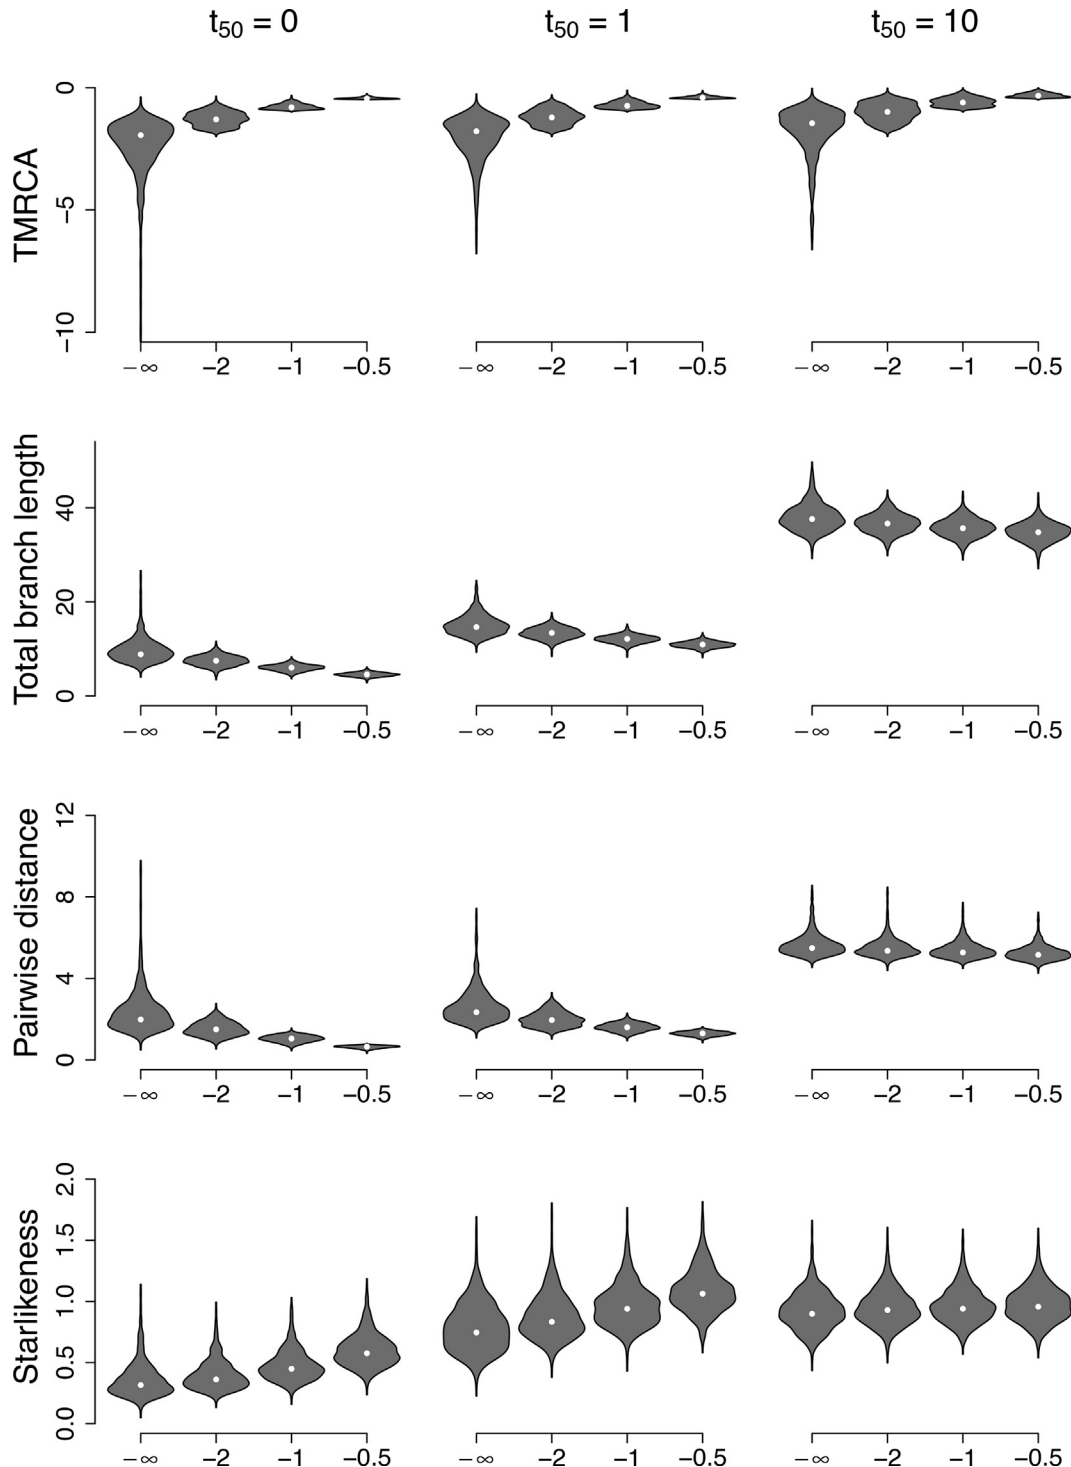 t50 = 0 t50 = 1 t50 = 10
TMRCA
0
−5
−10
−∞ −2 −1 −0.5 −∞ −2 −1 −0.5 −∞ −2 −1 −0.5
Total branch length
40
20
0
−∞ −2 −1 −0.5 −∞ −2 −1 −0.5 −∞ −2 −1 −0.5
Pairwise distance
12
8
4
0
−∞ −2 −1 −0.5 −∞ −2 −1 −0.5 −∞ −2 −1 −0.5
Starlikeness
2.0
1.5
1.0
0.5
0.0
−∞ −2 −1 −0.5 −∞ −2 −1 −0.5 −∞ −2 −1 −0.5